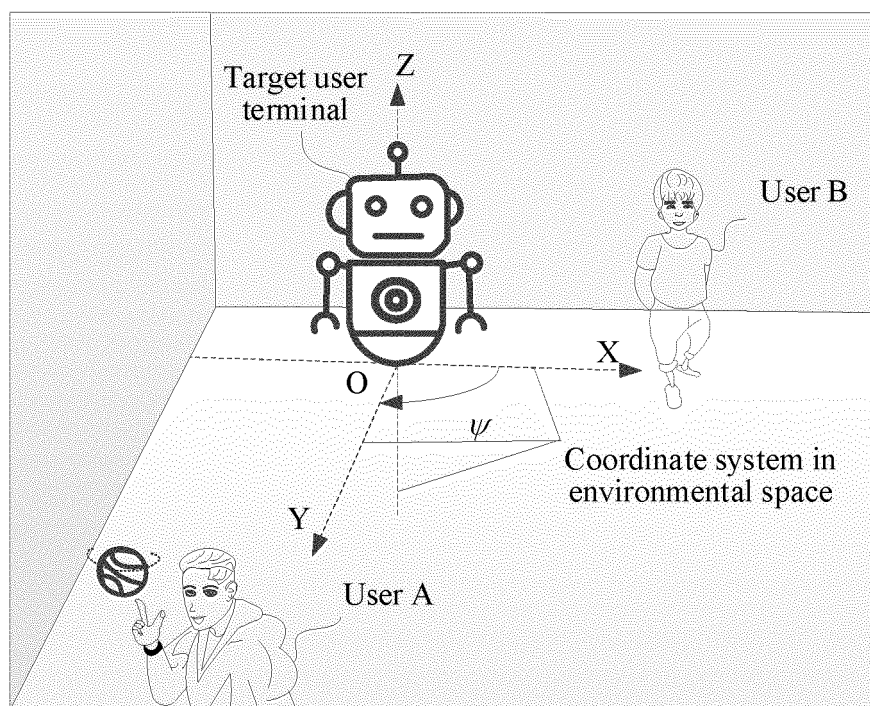 Target user
terminal
Z
User B
X
O
ψ
Coordinate system in
environmental space
Y
User A